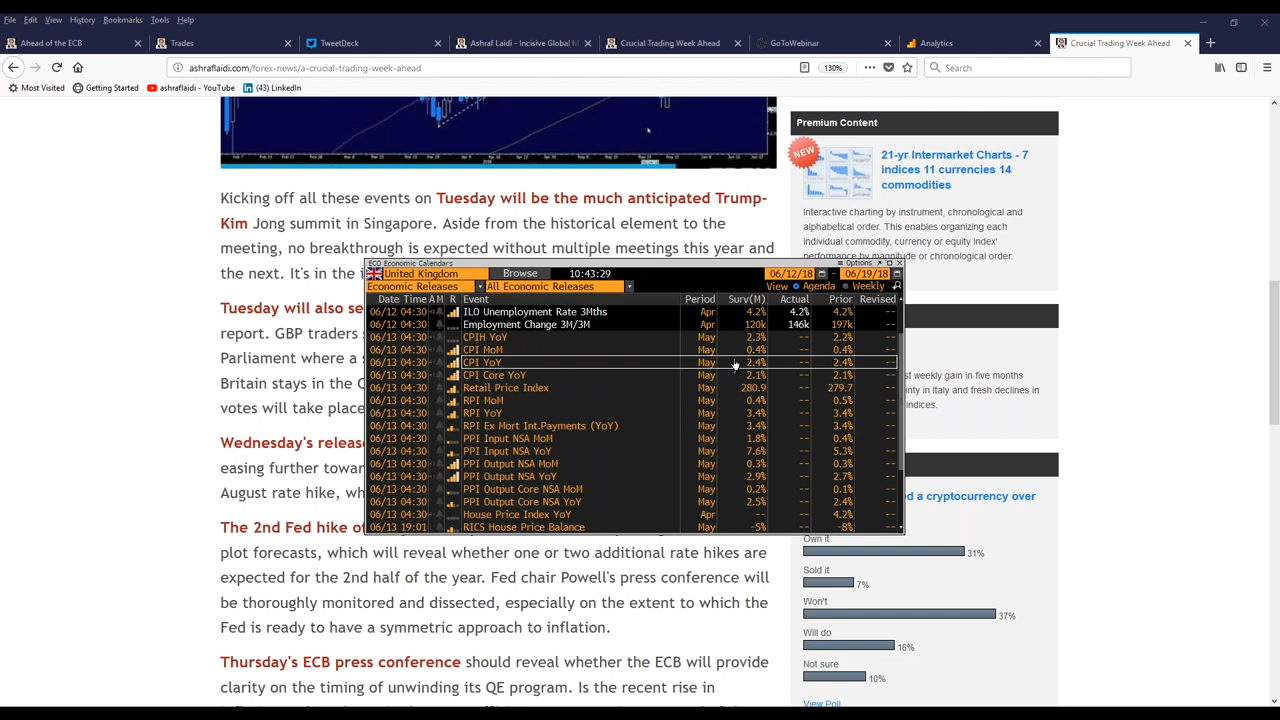 File Edit View History Bookmarks Tools Help
Ahead of the ECB
Trades
TweetDeck
Ashraf Laidi - Incisive Global M
Crucial Trading Week Ahead
GoToWebinar
Analytics
Crucial Trading Week Ahead
ashraflaidi.com/forex-news/a-crucial-trading-week-ahead
130%
Search
Most Visited Getting Started ashraflaidi - YouTube (43) LinkedIn
Kicking off all these events on Tuesday will be the much anticipated Trump-
Kim Jong summit in Singapore. Aside from the historical element to the
meeting, no breakthrough is expected without multiple meetings this year and
the next. It's in the i
Tuesday will also se
report. GBP traders
Parliament where a s
Britain stays in the C
votes will take place
Wednesday's releas
easing further towar
August rate hike, wh
The 2nd Fed hike o
plot forecasts, which will reveal whether one or two additional rate hikes are
expected for the 2nd half of the year. Fed chair Powell's press conference will
be thoroughly monitored and dissected, especially on the extent to which the
Fed is ready to have a symmetric approach to inflation.
Thursday's ECB press conference should reveal whether the ECB will provide
clarity on the timing of unwinding its QE program. Is the recent rise in
ECO Economic Calendars
Options
United Kingdom Browse 10:43:29 06/12/18 - 06/19/18
Economic Releases All Economic Releases View Agenda Weekly
Date Time A M R Event Period Surv(M) Actual Prior Revised
06/12 04:30 ILO Unemployment Rate 3Mths Apr 4.2% 4.2% 4.2% --
06/12 04:30 Employment Change 3M/3M Apr 120k 146k 197k --
06/13 04:30 CPIH YoY May 2.3% -- 2.2% --
06/13 04:30 CPI MoM May 0.4% -- 0.4% --
06/13 04:30 CPI YoY May 2.4% -- 2.4% --
06/13 04:30 CPI Core YoY May 2.1% -- 2.1% --
06/13 04:30 Retail Price Index May 280.9 -- 279.7 --
06/13 04:30 RPI MoM May 0.4% -- 0.5% --
06/13 04:30 RPI YoY May 3.4% -- 3.4% --
06/13 04:30 RPI Ex Mort Int.Payments (YoY) May 3.4% -- 3.4% --
06/13 04:30 PPI Input NSA MoM May 1.8% -- 0.4% --
06/13 04:30 PPI Input NSA YoY May 7.6% -- 5.3% --
06/13 04:30 PPI Output NSA MoM May 0.3% -- 0.3% --
06/13 04:30 PPI Output NSA YoY May 2.9% -- 2.7% --
06/13 04:30 PPI Output Core NSA MoM May 0.2% -- 0.1% --
06/13 04:30 PPI Output Core NSA YoY May 2.5% -- 2.4% --
06/13 04:30 House Price Index YoY Apr -- -- 4.2% --
06/13 19:01 RICS House Price Balance May -5% -- -8% --
Premium Content
NEW
21-yr Intermarket Charts - 7
indices 11 currencies 14
commodities
Interactive charting by instrument, chronological and
alphabetical order. This enables organizing each
individual commodity, currency or equity index'
performance by magnitude or chronological order.
st weekly gain in five months
inty in Italy and fresh declines in
indices.
d a cryptocurrency over
Own it
31%
Sold it
7%
Won't
37%
Will do
16%
Not sure
10%
View Poll